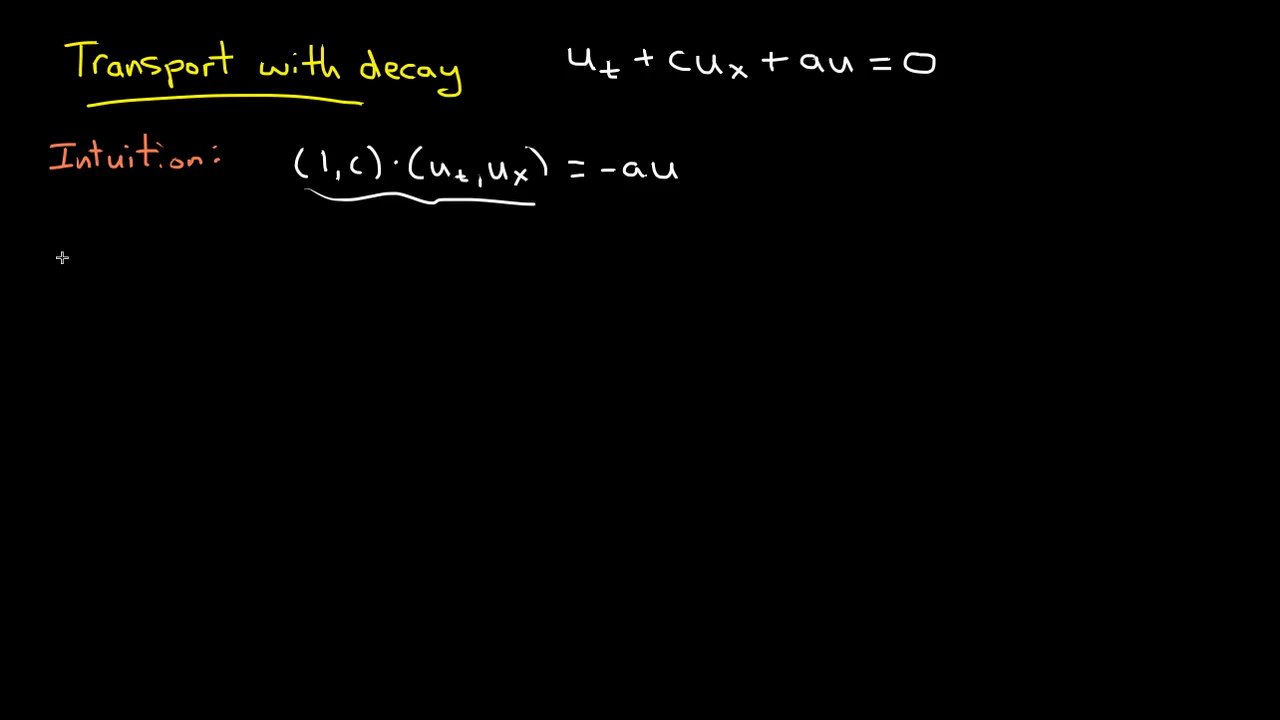 Transport with decay u_t + cu_x + au = 0
Intuition: (1,c)·(u_t,u_x) = -au